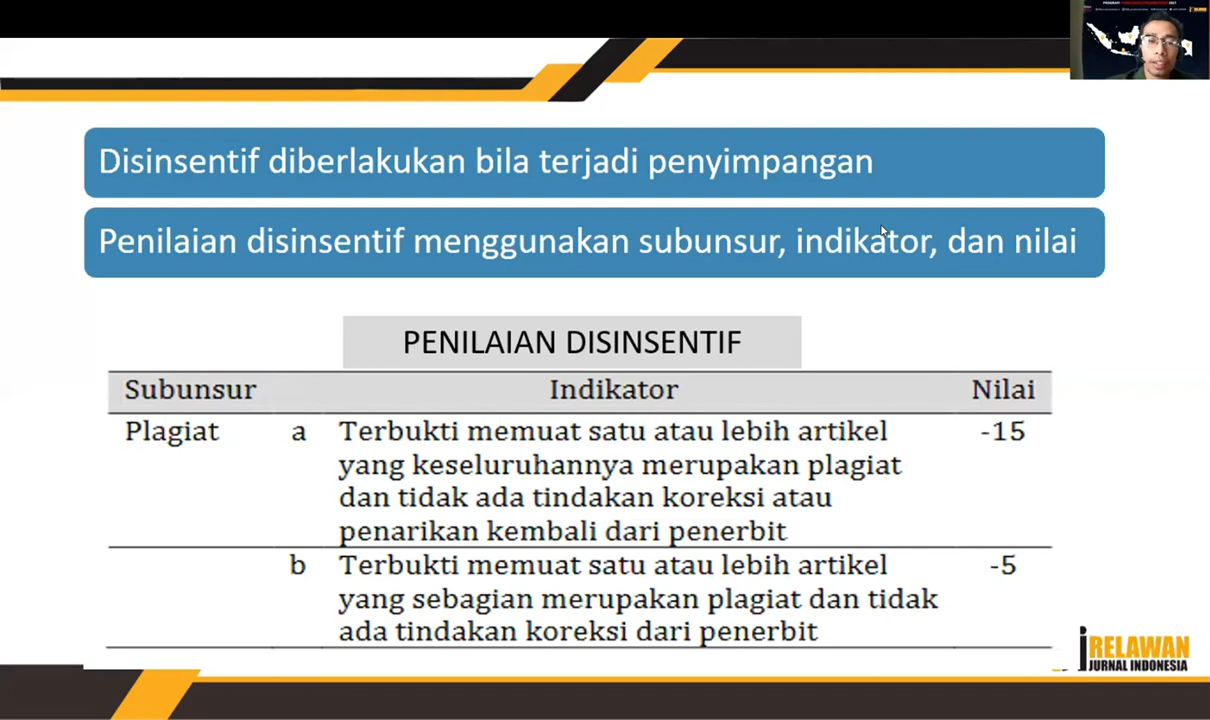 Disinsentif diberlakukan bila terjadi penyimpangan
Penilaian disinsentif menggunakan subunsur, indikator, dan nilai
PENILAIAN DISINSENTIF
Subunsur Indikator Nilai
Plagiat a Terbukti memuat satu atau lebih artikel -15
yang keseluruhannya merupakan plagiat
dan tidak ada tindakan koreksi atau
penarikan kembali dari penerbit
b Terbukti memuat satu atau lebih artikel -5
yang sebagian merupakan plagiat dan tidak
ada tindakan koreksi dari penerbit
RELAWAN
JURNAL INDONESIA